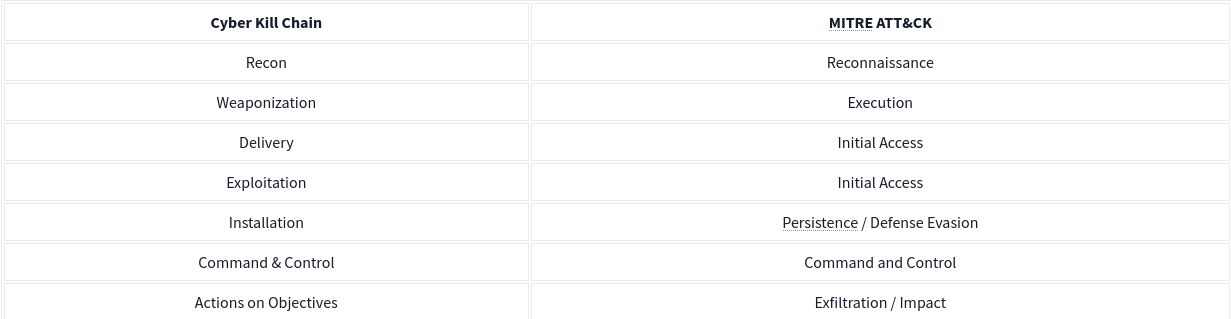 Cyber Kill Chain MITRE ATT&CK
Recon Reconnaissance
Weaponization Execution
Delivery Initial Access
Exploitation Initial Access
Installation Persistence / Defense Evasion
Command & Control Command and Control
Actions on Objectives Exfiltration / Impact